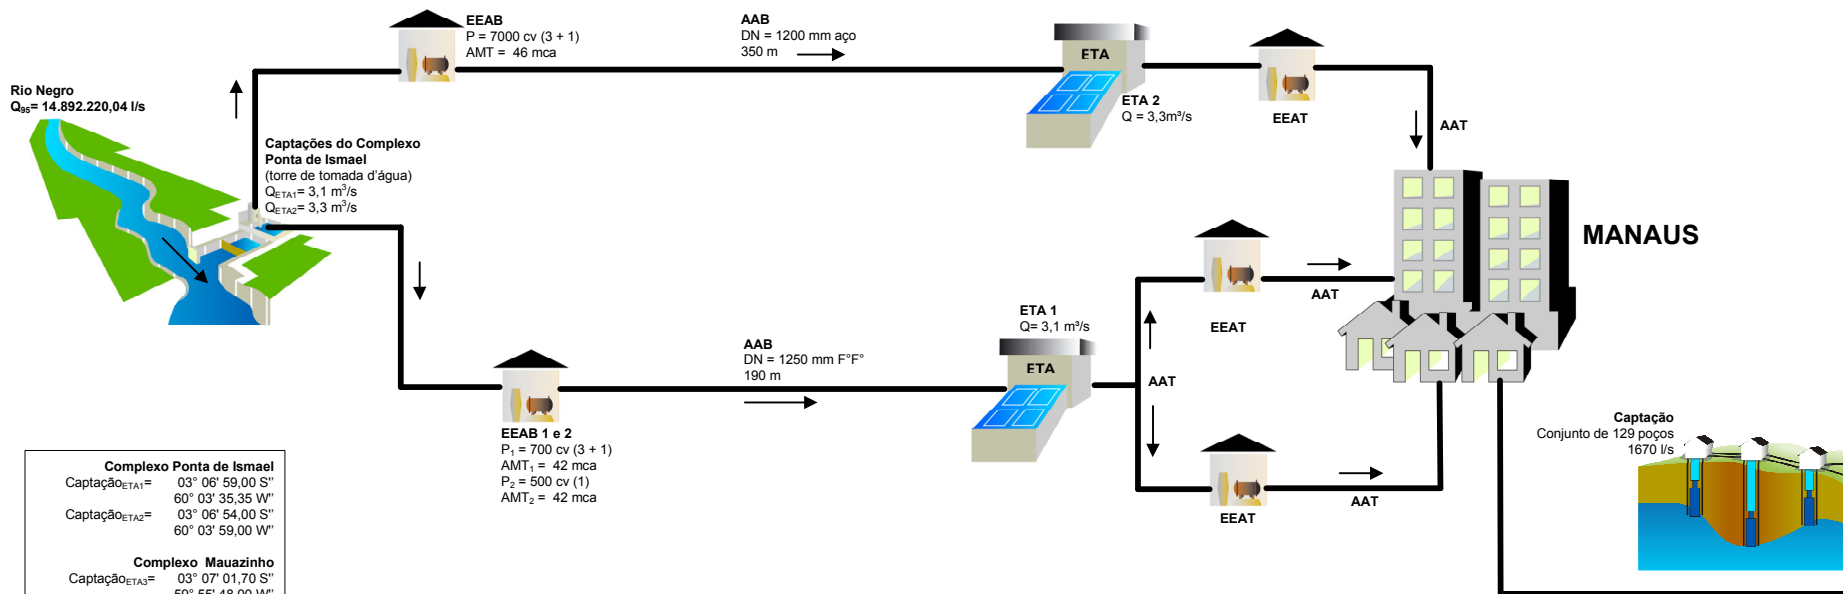 Rio Negro
Q95= 14.892.220,04 l/s
EEAB
P = 7000 cv (3 + 1)
AMT = 46 mca
AAB
DN = 1200 mm aço
350 m
ETA
ETA 2
Q = 3,3m³/s
EEAT
AAT
Captações do Complexo
Ponta de Ismael
(torre de tomada d'água)
QETA1= 3,1 m³/s
QETA2= 3,3 m³/s
MANAUS
EEAT
AAT
ETA 1
Q= 3,1 m³/s
ETA
AAT
AAB
DN = 1250 mm F°F°
190 m
EEAB 1 e 2
P1 = 700 cv (3 + 1)
AMT1 = 42 mca
P2 = 500 cv (1)
AMT2 = 42 mca
EEAT
AAT
Captação
Conjunto de 129 poços
1670 l/s
Complexo Ponta de Ismael
CaptaçãoETA1= 03° 06' 59,00 S"
60° 03' 35,35 W"
CaptaçãoETA2= 03° 06' 54,00 S"
60° 03' 59,00 W"
Complexo Mauazinho
CaptaçãoETA3= 03° 07' 01,70 S"
59° 55' 48,00 W"